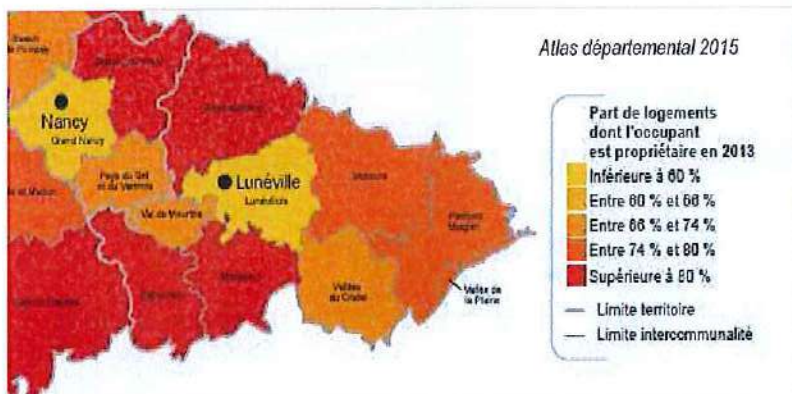 Atlas départemental 2015
Nancy
Grand Nancy
Pays du Sel
et du Vermois
Lunéville
Lunévillois
Val de Meurthe
Vallée
du Cristal
Vallée de
la Plaine
Part de logements
dont l'occupant
est propriétaire en 2013
Inférieure à 60 %
Entre 60 % et 66 %
Entre 66 % et 74 %
Entre 74 % et 80 %
Supérieure à 80 %
Limite territoire
Limite intercommunalité